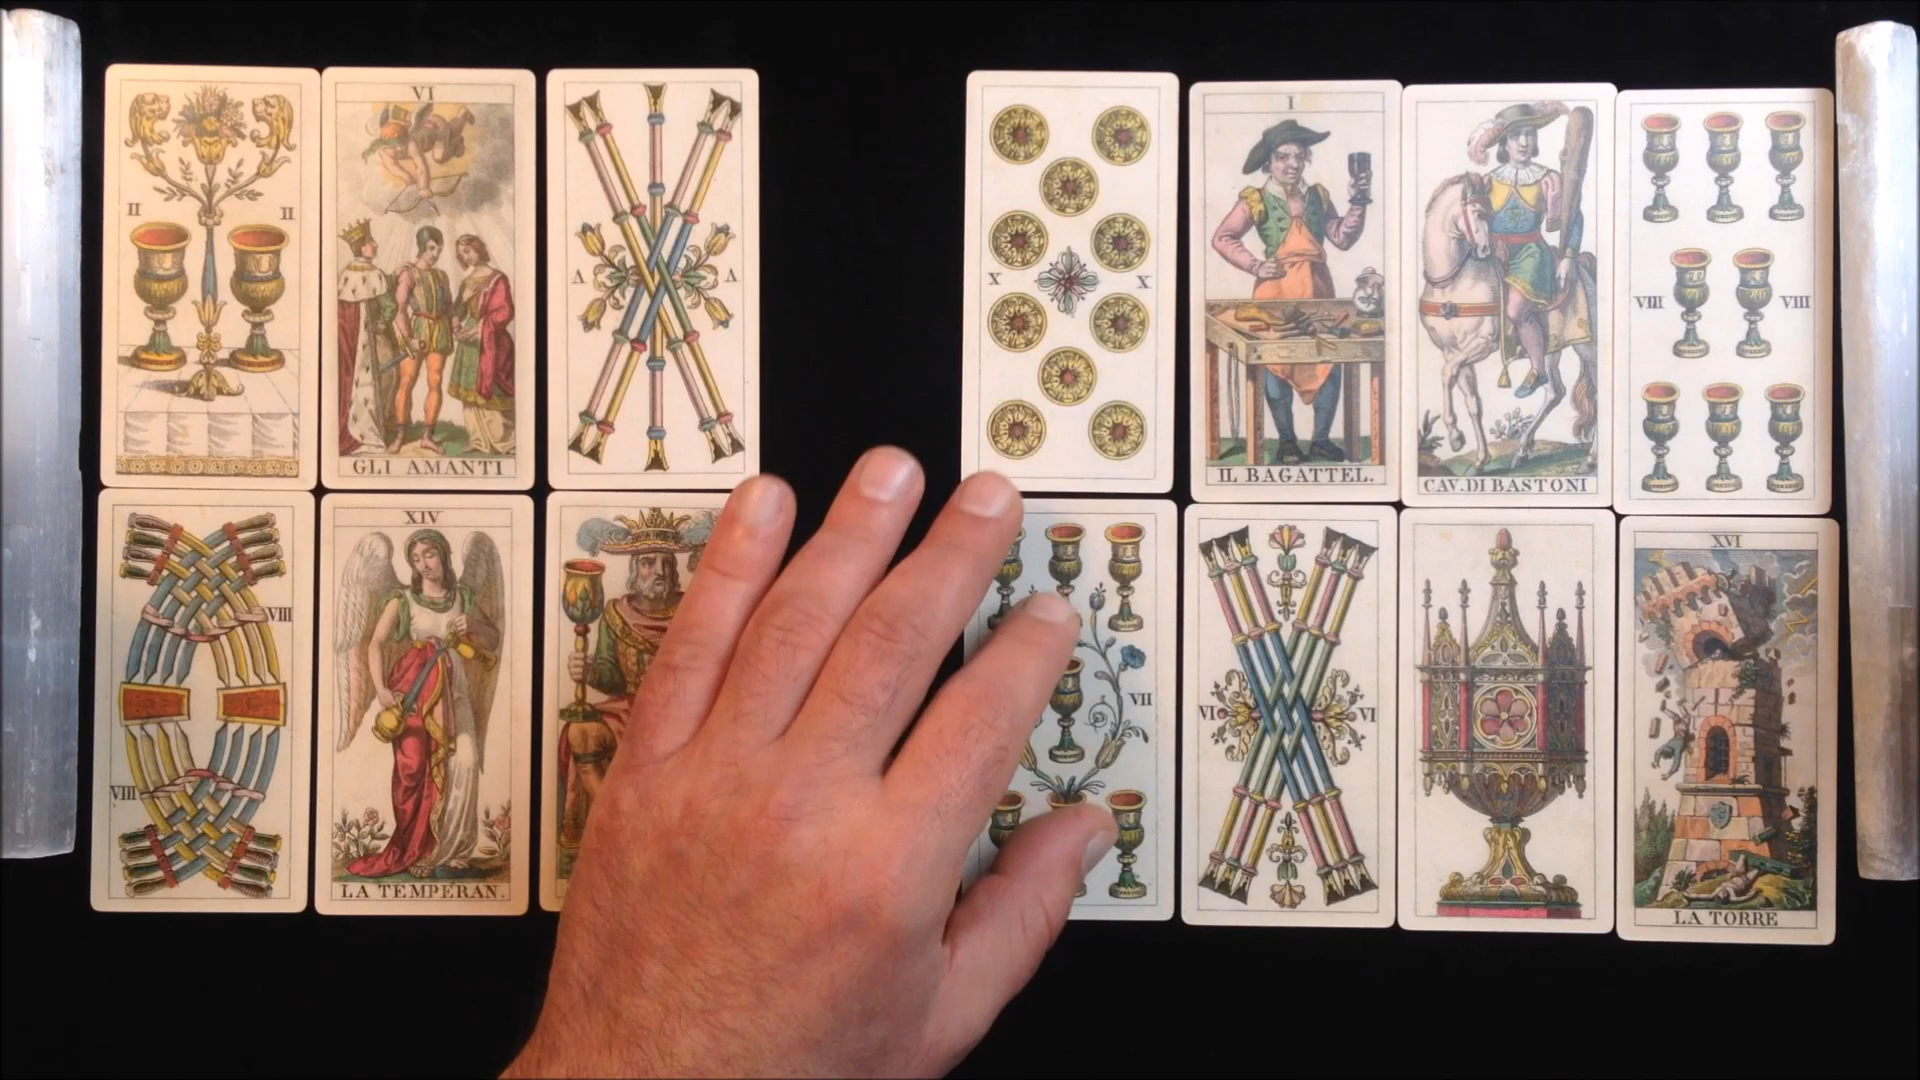 II II
VI
GLI AMANTI
V V
X X
I
IL BAGATTEL.
CAV. DI BASTONI
VIII VIII
VIII
VIII
XIV
LA TEMPERAN.
VII
VI VI
XVI
LA TORRE